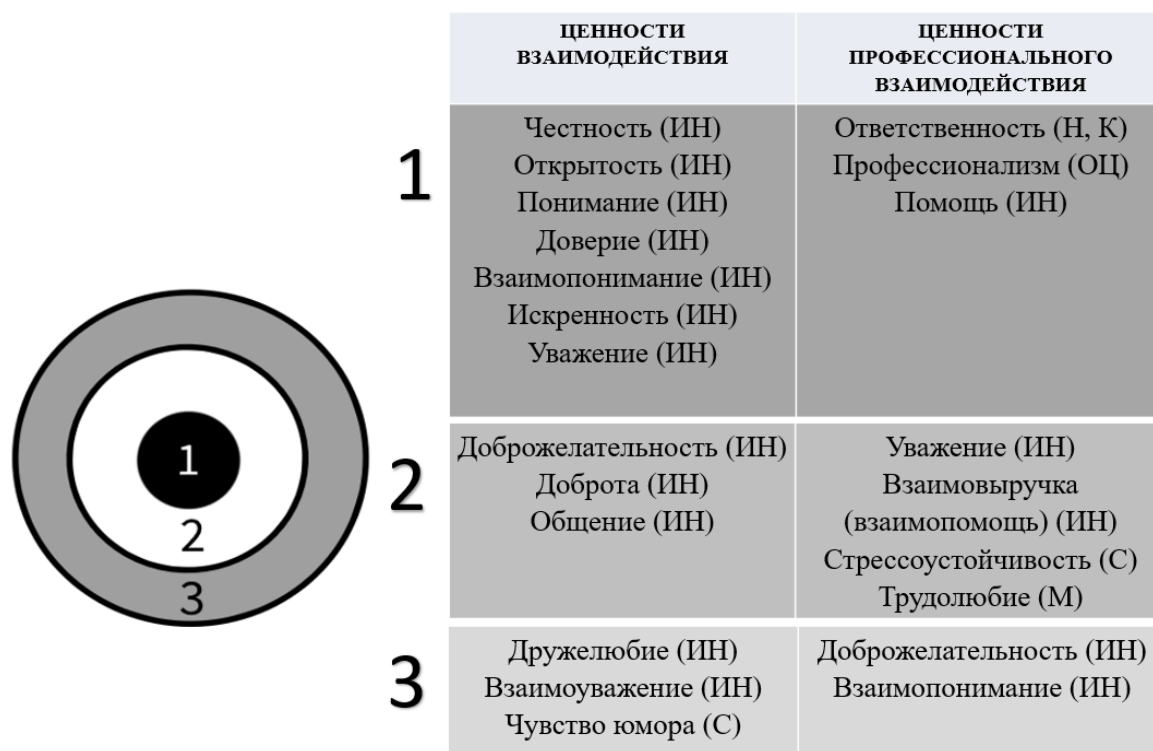 ЦЕННОСТИ
ВЗАИМОДЕЙСТВИЯ
ЦЕННОСТИ
ПРОФЕССИОНАЛЬНОГО
ВЗАИМОДЕЙСТВИЯ
1
Честность (ИН)
Открытость (ИН)
Понимание (ИН)
Доверие (ИН)
Взаимопонимание (ИН)
Искренность (ИН)
Уважение (ИН)
Ответственность (Н, К)
Профессионализм (ОЦ)
Помощь (ИН)
2
Доброжелательность (ИН)
Доброта (ИН)
Общение (ИН)
Уважение (ИН)
Взаимовыручка
(взаимопомощь) (ИН)
Стрессоустойчивость (С)
Трудолюбие (М)
3
Дружелюбие (ИН)
Взаимоуважение (ИН)
Чувство юмора (С)
Доброжелательность (ИН)
Взаимопонимание (ИН)
1
2
3